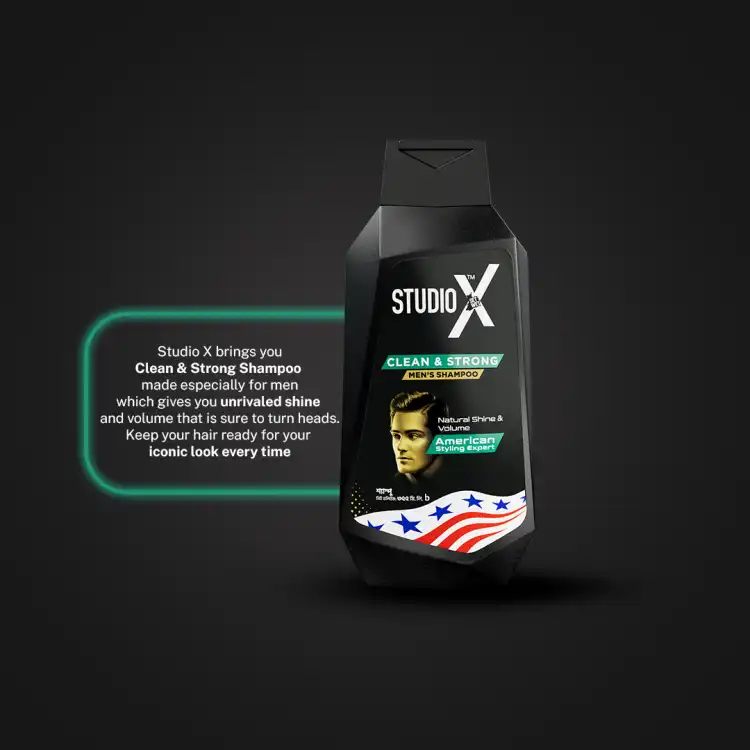 Studio X brings you
Clean & Strong Shampoo
made especially for men
which gives you unrivaled shine
and volume that is sure to turn heads.
Keep your hair ready for your
iconic look every time
STUDIO X™
CLEAN & STRONG
MEN'S SHAMPOO
Natural Shine &
Volume
American
Styling Expert
শ্যাম্পু